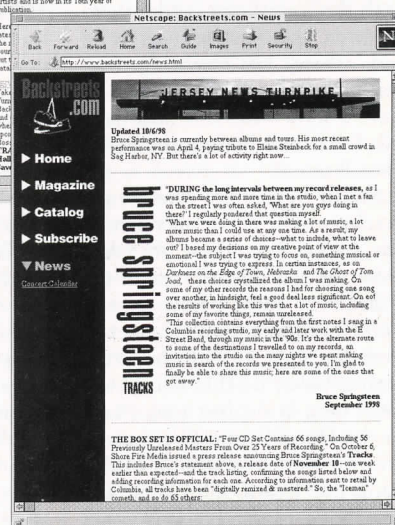 artists and is now in its 18th year of
publication.
Netscape: Backstreets.com - News
Back Forward Reload Home Search Guide Images Print Security Stop
N
Go To: http://www.backstreets.com/news.html
Backstreets
.com
Home
Magazine
Catalog
Subscribe
News
Concert Calendar
JERSEY NEWS TURNPIKE
Updated 10/6/98
Bruce Springsteen is currently between albums and tours. His most recent
performance was on April 4, paying tribute to Elaine Steinbeck for a small crowd in
Sag Harbor, NY. But there's a lot of activity right now...
bruce springsteen
TRACKS
"DURING the long intervals between my record releases, as I
was spending more and more time in the studio, when I met a fan
on the street I was often asked, 'What are you guys doing in
there?' I regularly pondered that question myself.
"What we were doing in there was making a lot of music, a lot
more music than I could use at any one time. As a result, my
albums became a series of choices--what to include, what to leave
out? I based my decisions on my creative point of view at the
moment--the subject I was trying to focus on, something musical or
emotional I was trying to express. In certain instances, as on
Darkness on the Edge of Town, Nebraska and The Ghost of Tom
Joad, these choices crystallized the album I was making. On
some of my other records the reasons I had for choosing one song
over another, in hindsight, feel a good deal less significant. On eof
the results of working like this was that a lot of music, including
some of my favorite things, remain unreleased.
"This collection contains everything from the first notes I sang in a
Columbia recording studio, my early and later work with the E
Street Band, through my music in the '90s. It's the alternate route
to some of the destinations I travelled to on my records, an
invitation into the studio on the many nights we spent making
music in search of the records we presented to you. I'm glad to
finally be able to share this music; here are some of the ones that
got away."
Bruce Springsteen
September 1998
THE BOX SET IS OFFICIAL: "Four CD Set Contains 66 songs, Including 56
Previously Unreleased Masters From Over 25 Years of Recording." On October 6,
Shore Fire Media issued a press release announcing Bruce Springsteen's Tracks.
This includes Bruce's statement above, a release date of November 10--one week
earlier than expected--and the track listing, confirming the songs listed below and
adding recording information for each one. According to information sent to retail by
Columbia, all tracks have been "digitally remixed & mastered." So, the "Iceman"
cometh, and so do 65 others: